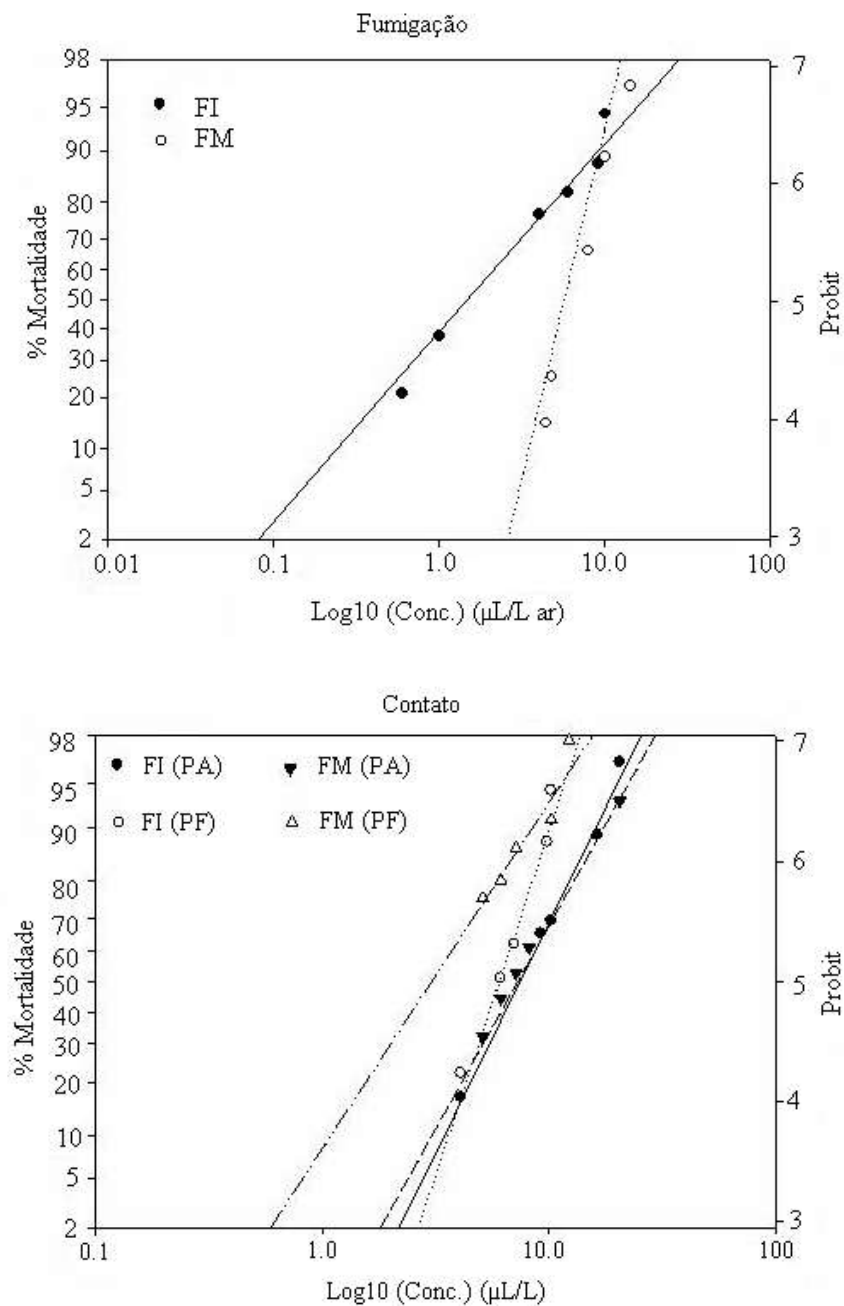 Fumigação
98
95
90
80
70
60
50
40
30
20
10
5
2
% Mortalidade
FI
FM
7
6
5
4
3
Probit
0.01 0.1 1.0 10.0 100
Log10 (Conc.) (µL/L ar)
Contato
98
95
90
80
70
60
50
40
30
20
10
5
2
% Mortalidade
FI (PA) FM (PA)
FI (PF) FM (PF)
7
6
5
4
3
Probit
0.1 1.0 10.0 100
Log10 (Conc.) (µL/L)